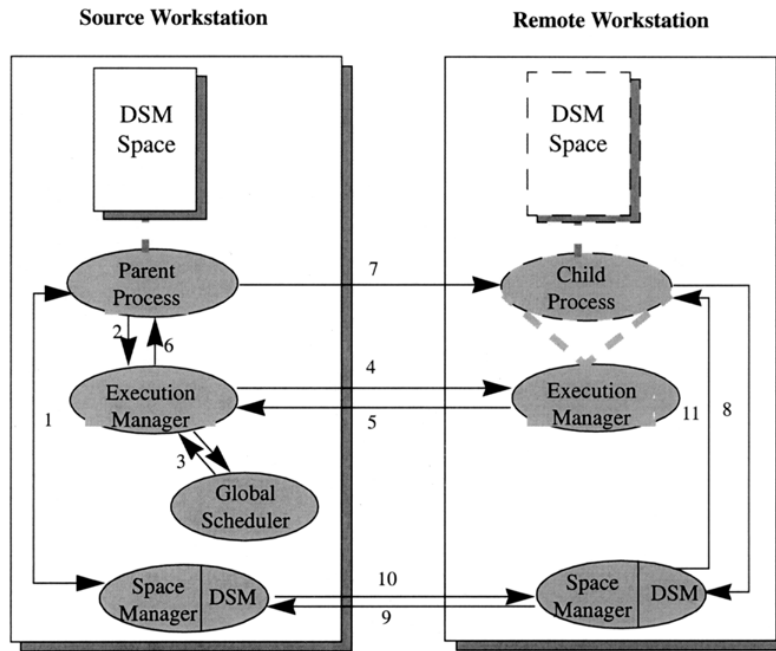 Source Workstation
Remote Workstation
DSM
Space
DSM
Space
Parent
Process
7
Child
Process
2
6
4
Execution
Manager
Execution
Manager
1
5
11
8
3
Global
Scheduler
10
Space
Manager
DSM
Space
Manager
DSM
9